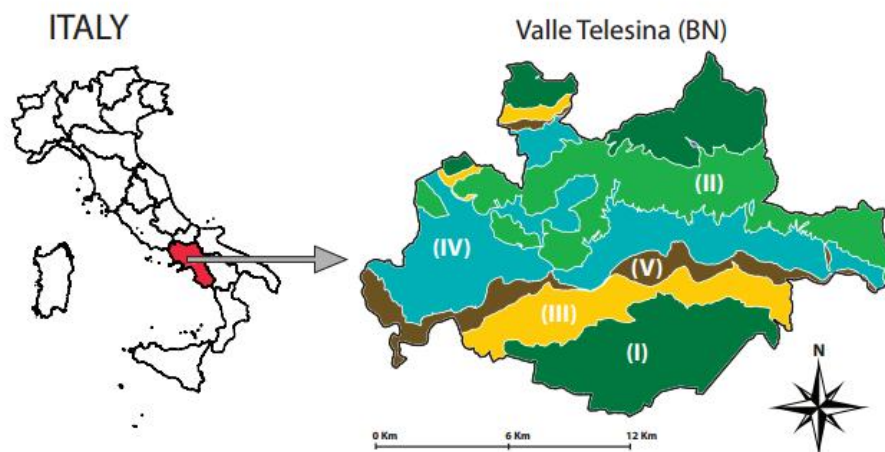 ITALY
Valle Telesina (BN)
(II)
(IV)
(V)
(III)
(I)
N
0 Km
6 Km
12 Km